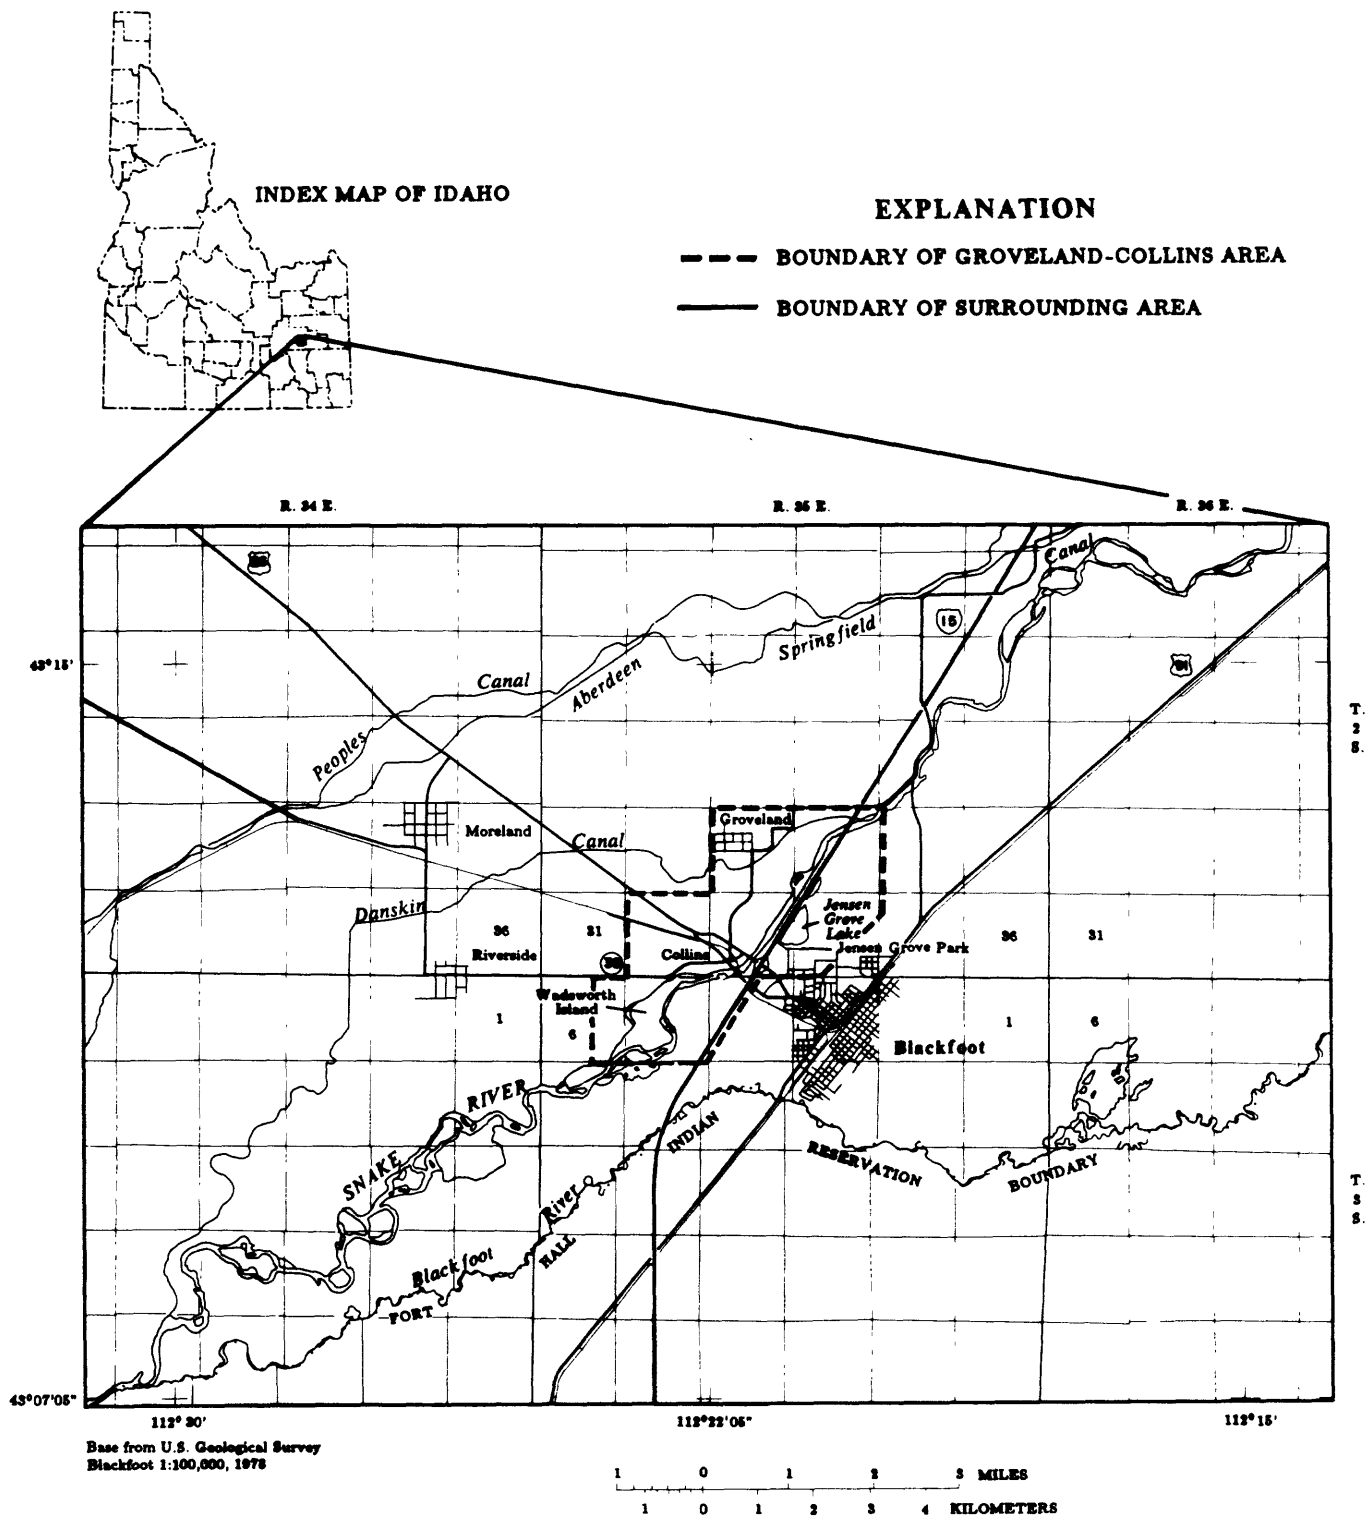 INDEX MAP OF IDAHO
EXPLANATION
BOUNDARY OF GROVELAND-COLLINS AREA
BOUNDARY OF SURROUNDING AREA
R. 34 E.
R. 35 E.
R. 36 E.
Canal
15
Springfield
43°15'
91
Canal
Aberdeen
T.
2
S.
Peoples
Groveland
Moreland
Canal
Jensen
Grove
Lake
Danskin
36
31
36
31
Riverside
Collins
Jensen Grove Park
Wadsworth
Island
1
6
1
6
Blackfoot
RIVER
INDIAN
RESERVATION
BOUNDARY
SNAKE
T.
3
S.
River
HALL
Blackfoot
FORT
43°07'05"
112°30'
112°22'05"
112°15'
Base from U.S. Geological Survey
Blackfoot 1:100,000, 1978
1 0 1 2 3 MILES
1 0 1 2 3 4 KILOMETERS